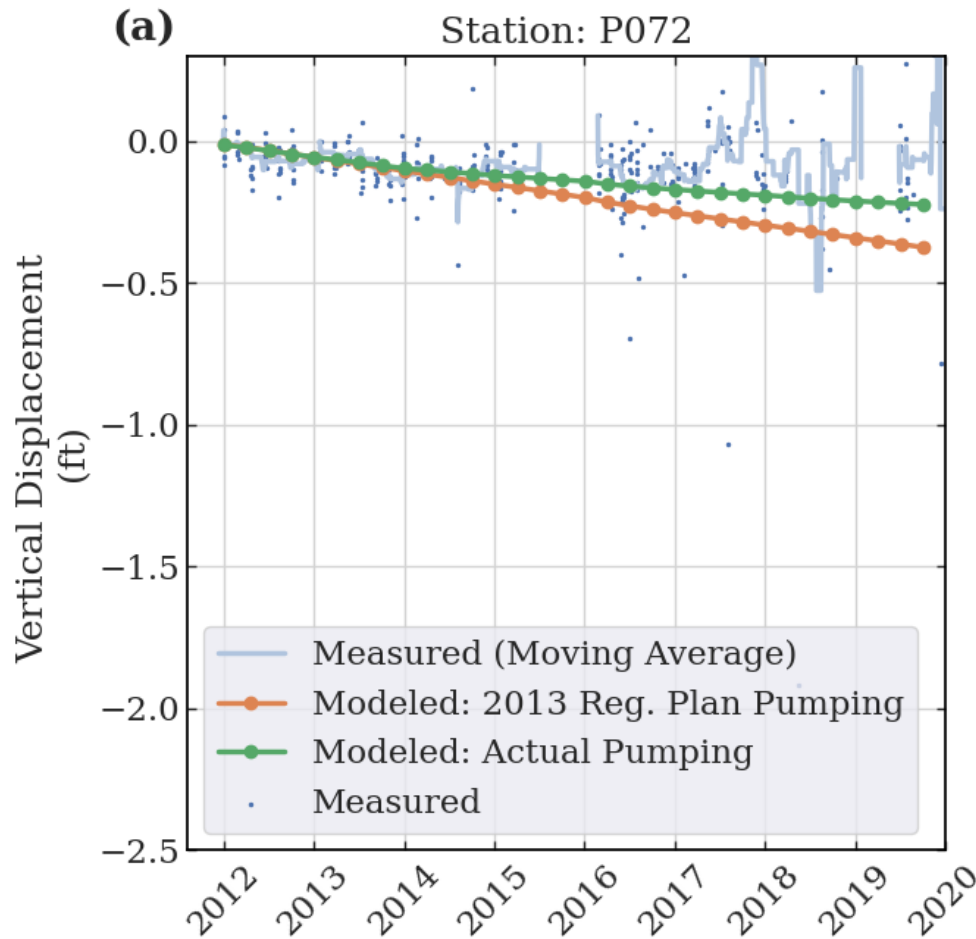 (a)
Station: P072
Vertical Displacement
(ft)
0.0
−0.5
−1.0
−1.5
−2.0
−2.5
Measured (Moving Average)
Modeled: 2013 Reg. Plan Pumping
Modeled: Actual Pumping
Measured
2012
2013
2014
2015
2016
2017
2018
2019
2020